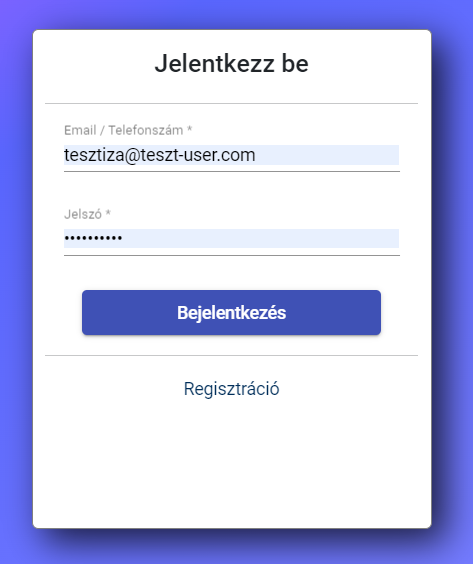 Jelentkezz be
Email / Telefonszám *
tesztiza@teszt-user.com
Jelszó *
••••••••••
Bejelentkezés
Regisztráció